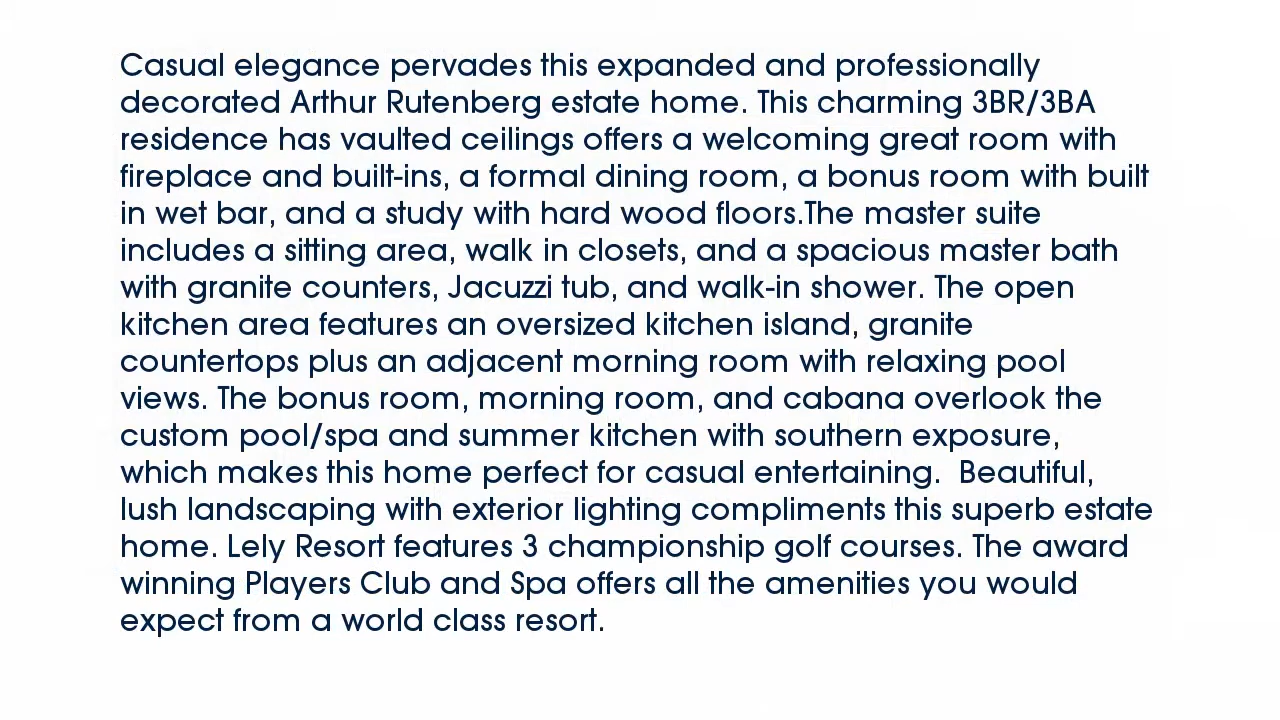 Casual elegance pervades this expanded and professionally
decorated Arthur Rutenberg estate home. This charming 3BR/3BA
residence has vaulted ceilings offers a welcoming great room with
fireplace and built-ins, a formal dining room, a bonus room with built
in wet bar, and a study with hard wood floors.The master suite
includes a sitting area, walk in closets, and a spacious master bath
with granite counters, Jacuzzi tub, and walk-in shower. The open
kitchen area features an oversized kitchen island, granite
countertops plus an adjacent morning room with relaxing pool
views. The bonus room, morning room, and cabana overlook the
custom pool/spa and summer kitchen with southern exposure,
which makes this home perfect for casual entertaining.  Beautiful,
lush landscaping with exterior lighting compliments this superb estate
home. Lely Resort features 3 championship golf courses. The award
winning Players Club and Spa offers all the amenities you would
expect from a world class resort.